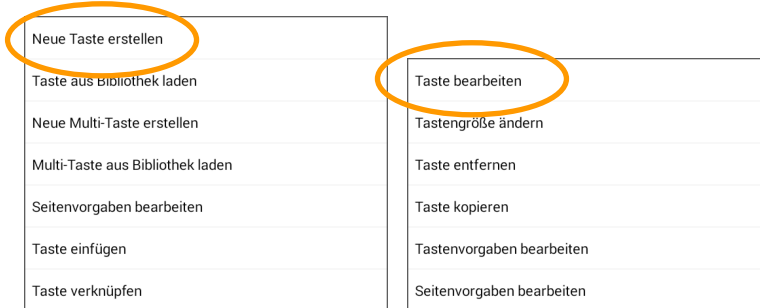 Neue Taste erstellen
Taste aus Bibliothek laden
Neue Multi-Taste erstellen
Multi-Taste aus Bibliothek laden
Seitenvorgaben bearbeiten
Taste einfügen
Taste verknüpfen
Taste bearbeiten
Tastengröße ändern
Taste entfernen
Taste kopieren
Tastenvorgaben bearbeiten
Seitenvorgaben bearbeiten